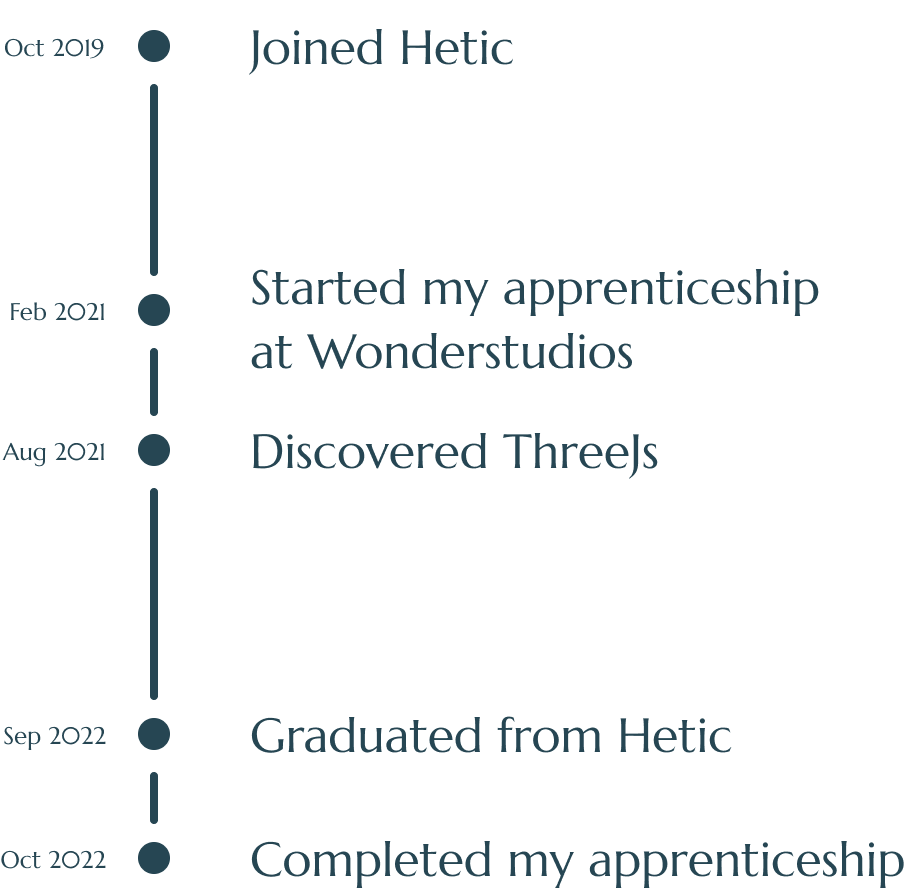 Oct 2019
Joined Hetic
Feb 2021
Started my apprenticeship
at Wonderstudios
Aug 2021
Discovered ThreeJs
Sep 2022
Graduated from Hetic
Oct 2022
Completed my apprenticeship